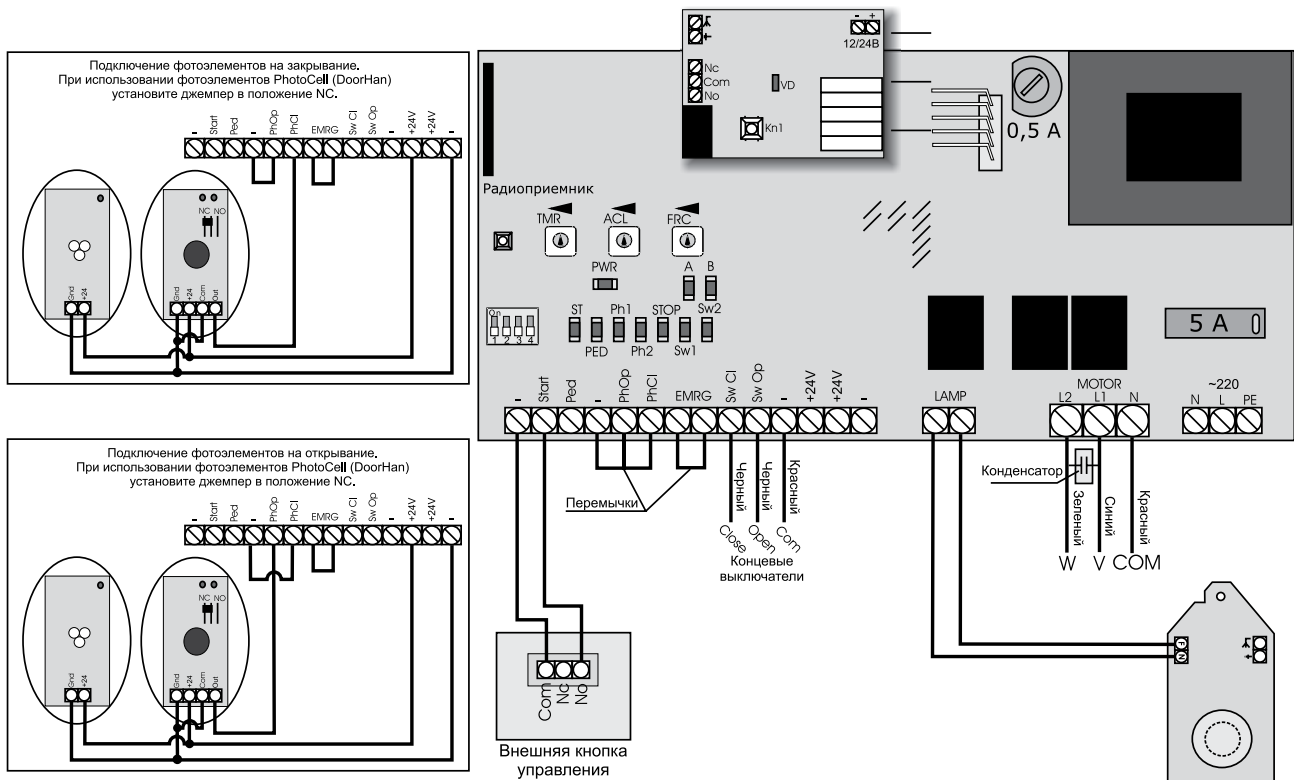 Подключение фотоэлементов на закрывание.
При использовании фотоэлементов PhotoCell (DoorHan)
установите джемпер в положение NC.
- Start Ped - PhOp PhCl EMRG Sw Cl Sw Op - +24V +24V -
NC NO
Gnd +24
Gnd +24 Com Out
Подключение фотоэлементов на открывание.
При использовании фотоэлементов PhotoCell (DoorHan)
установите джемпер в положение NC.
- Start Ped - PhOp PhCl EMRG Sw Cl Sw Op - +24V +24V -
NC NO
Gnd +24
Gnd +24 Com Out
- +
12/24В
Nc
Com
No
VD
Kn1
0,5 A
Радиоприемник
TMR ACL FRC
PWR A B
On
1 2 3 4
ST Ph1 STOP Sw2
PED Ph2 Sw1
5 A
- Start Ped - PhOp PhCl EMRG Sw Cl Sw Op - +24V +24V -
LAMP
MOTOR
L2 L1 N
~220
N L PE
Перемычки
Черный Черный Красный
Close Open Com
Концевые
выключатели
Конденсатор
Зеленый Синий Красный
W V COM
Com Nc No
Внешняя кнопка
управления
F
N